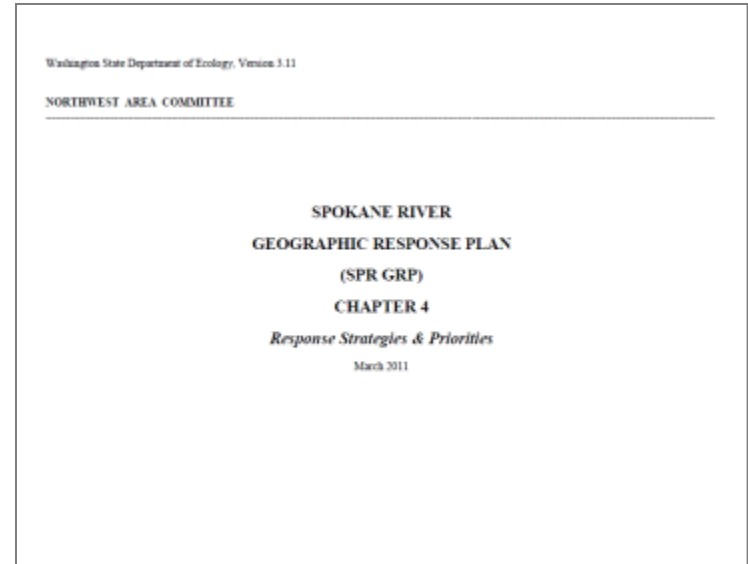 Washington State Department of Ecology, Version 3.11
NORTHWEST AREA COMMITTEE
SPOKANE RIVER
GEOGRAPHIC RESPONSE PLAN
(SPR GRP)
CHAPTER 4
Response Strategies & Priorities
March 2011